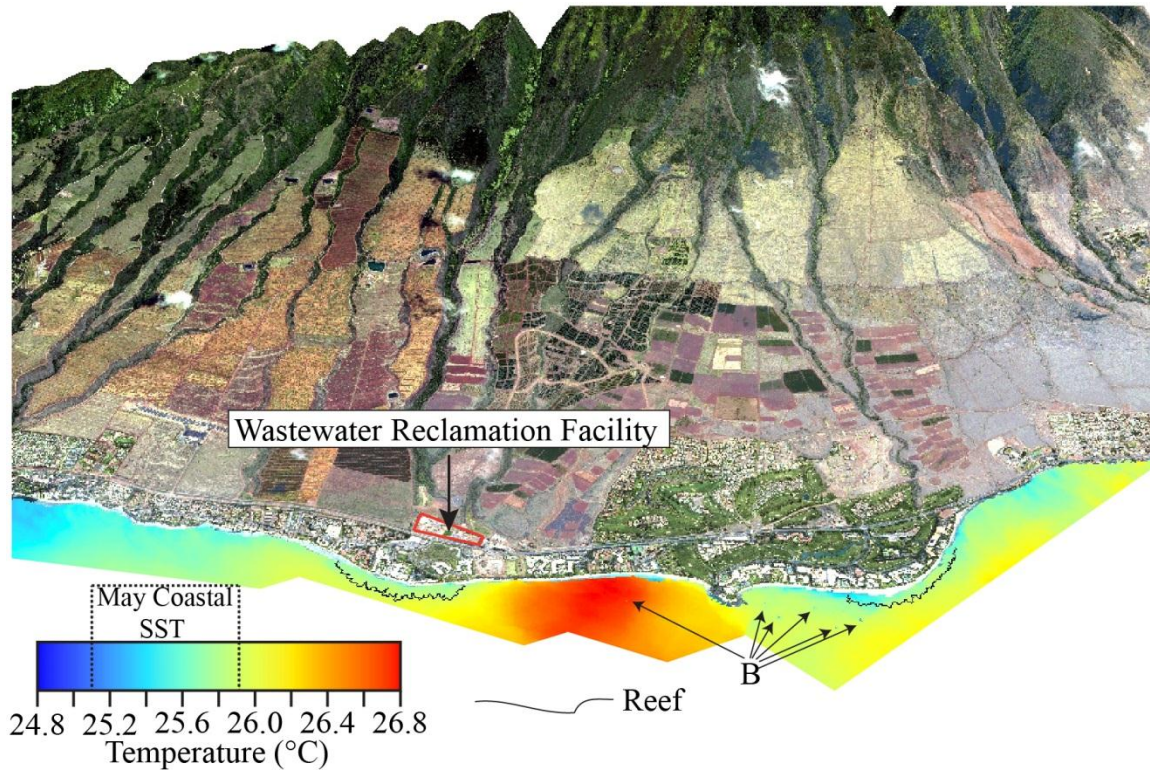 Wastewater Reclamation Facility
May Coastal
SST
B
Reef
24.8 25.2 25.6 26.0 26.4 26.8
Temperature (°C)